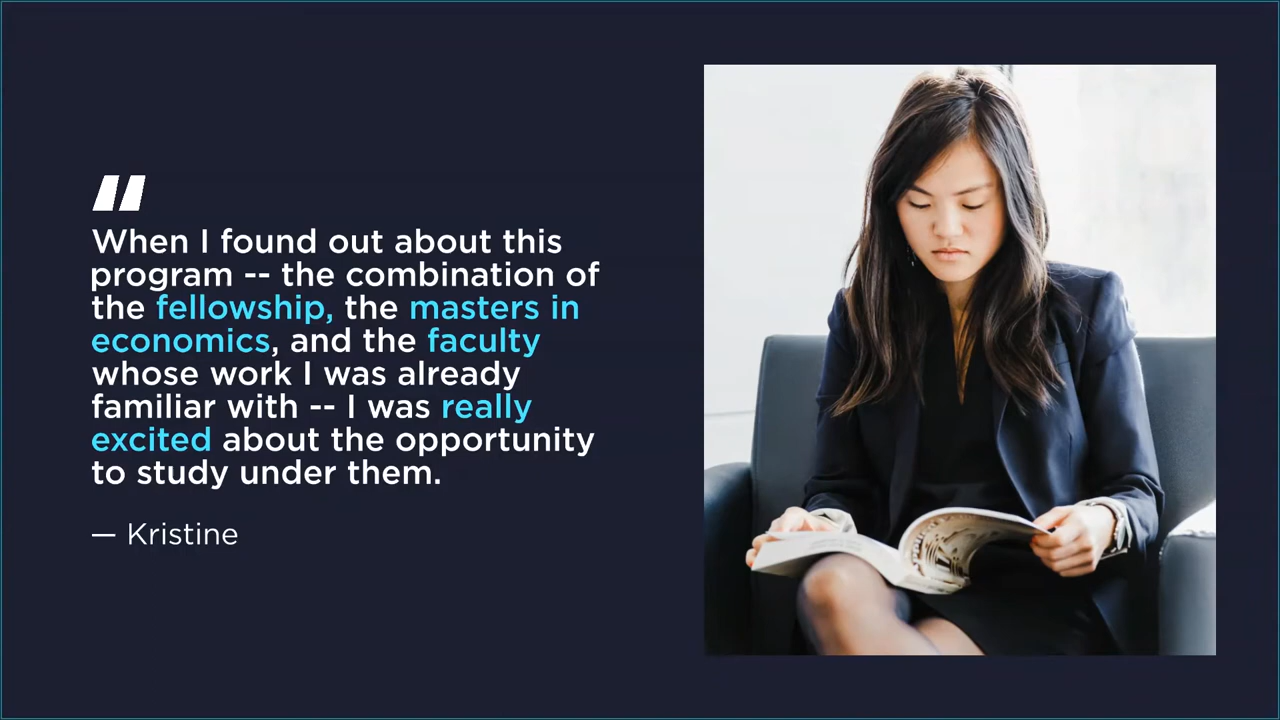 "
When I found out about this
program -- the combination of
the fellowship, the masters in
economics, and the faculty
whose work I was already
familiar with -- I was really
excited about the opportunity
to study under them.
— Kristine